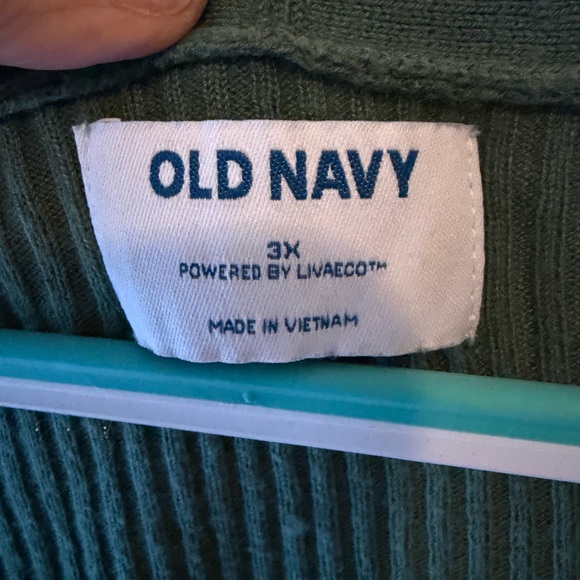 OLD NAVY
3X
POWERED BY LIVAECO™
MADE IN VIETNAM